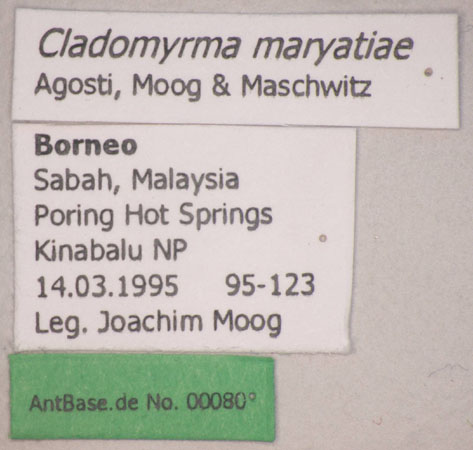 Cladomyrma maryatiae
Agosti, Moog & Maschwitz
Borneo
Sabah, Malaysia
Poring Hot Springs
Kinabalu NP
14.03.1995 95-123
Leg. Joachim Moog
AntBase.de No. 00080